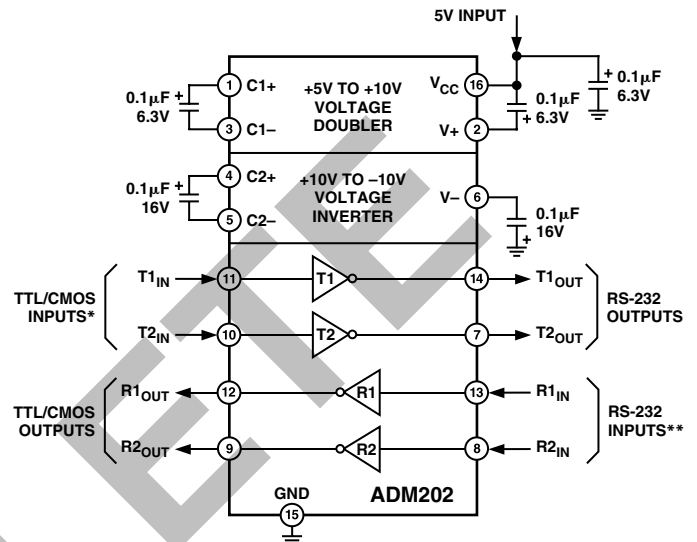 5V INPUT
1
C1+
0.1μF
6.3V
+
3
C1–
+5V TO +10V
VOLTAGE
DOUBLER
VCC
16
V+
2
+
0.1μF
6.3V
+
0.1μF
6.3V
4
C2+
0.1μF
16V
+
5
C2–
+10V TO –10V
VOLTAGE
INVERTER
V–
6
0.1μF
16V
+
TTL/CMOS
INPUTS*
T1IN
11
T1
14
T1OUT
T2IN
10
T2
7
T2OUT
RS-232
OUTPUTS
TTL/CMOS
OUTPUTS
R1OUT
12
R1
13
R1IN
R2OUT
9
R2
8
R2IN
RS-232
INPUTS**
GND
15
ADM202
ETE